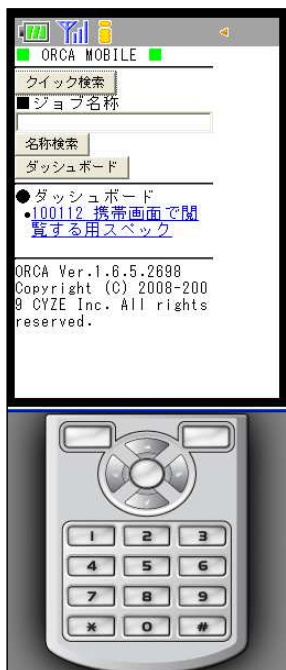 ■ ORCA MOBILE ■
クイック検索
■ジョブ名称
名称検索
ダッシュボード
●ダッシュボード
•100112 携帯画面で閲
覧する用スペック
ORCA Ver.1.6.5.2698
Copyright (C) 2008-200
9 CYZE Inc. All rights
reserved.
1 2 3
4 5 6
7 8 9
* 0 #